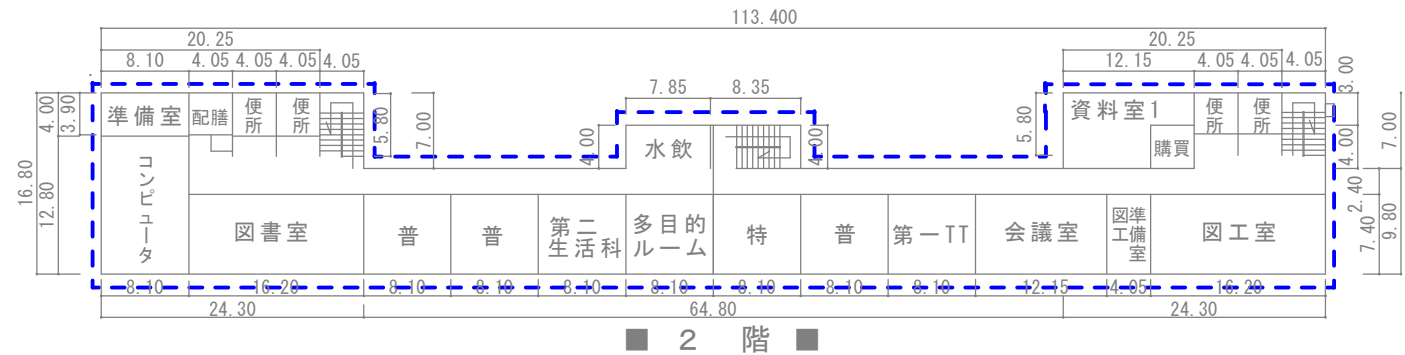 113.400
20.25
20.25
8.10 4.05 4.05 4.05 4.05
12.15 4.05 4.05 4.05
3.00
7.85 8.35
準備室
配膳
便所
便所
資料室1
便所
便所
購買
水飲
4.00
3.90
5.80
7.00
4.00
4.00
5.80
4.00
7.00
16.80
12.80
2.40
7.40
9.80
コンピュータ
図書室
普
普
第二
生活科
多目的
ルーム
特
普
第一TT
会議室
図工
準備室
図工室
8.10 16.20 8.10 8.10 8.10 8.10 8.10 8.10 8.10 12.15 4.05 16.20
24.30 64.80 24.30
■ 2 階 ■